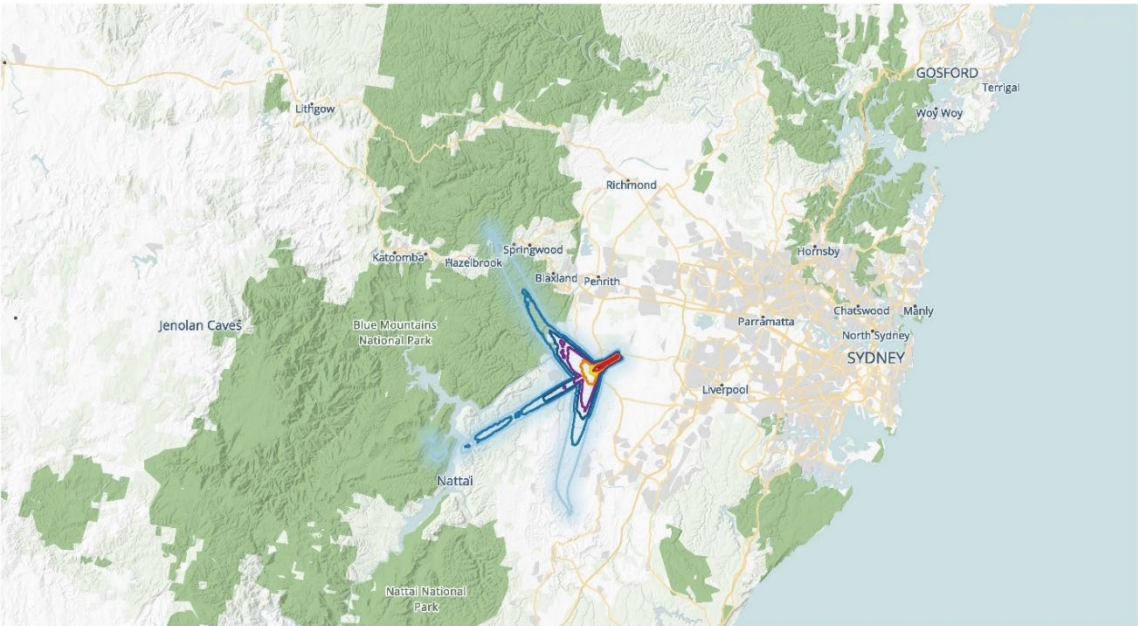 GOSFORD
Terrigal
Lithgow
Woy Woy
Richmond
Springwood
Hornsby
Katoomba
Hazelbrook
Blaxland
Penrith
Jenolan Caves
Blue Mountains
National Park
Parramatta
Chatswood
Manly
North Sydney
SYDNEY
Liverpool
Nattai
Nattai National
Park